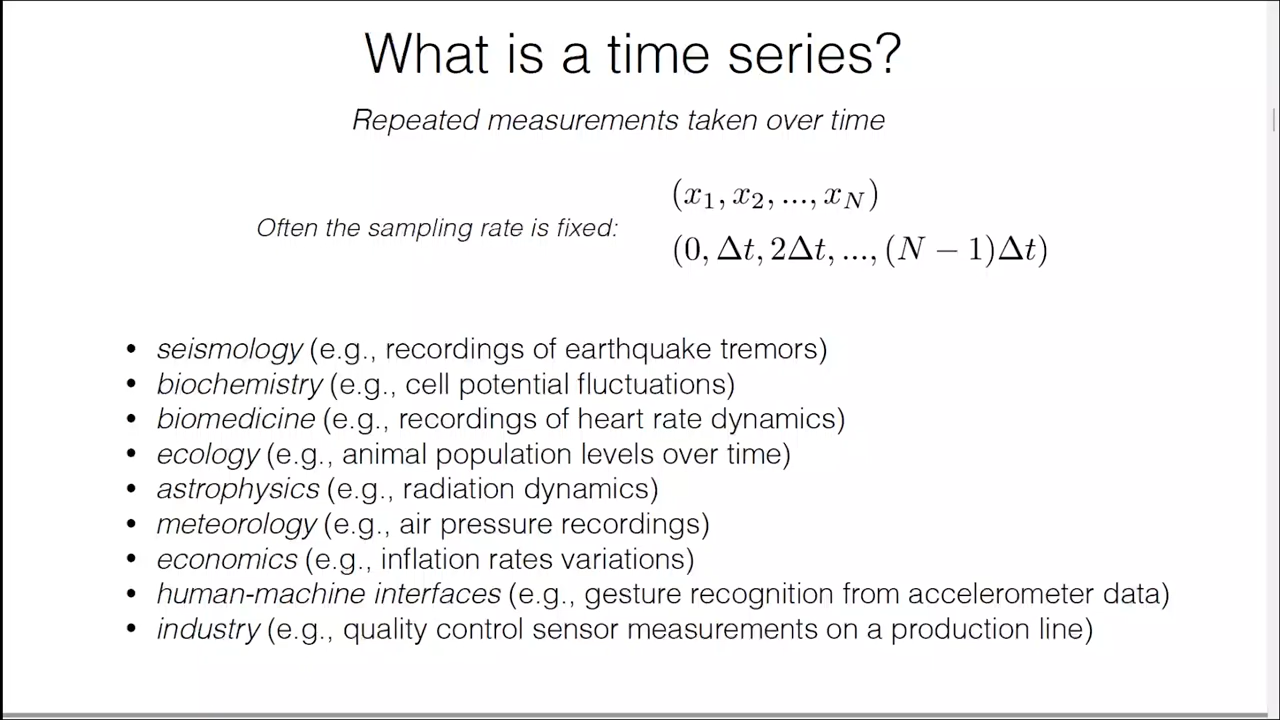 What is a time series?
Repeated measurements taken over time
(x₁, x₂, ..., x_N)
Often the sampling rate is fixed:
(0, Δt, 2Δt, ..., (N − 1)Δt)
• seismology (e.g., recordings of earthquake tremors)
• biochemistry (e.g., cell potential fluctuations)
• biomedicine (e.g., recordings of heart rate dynamics)
• ecology (e.g., animal population levels over time)
• astrophysics (e.g., radiation dynamics)
• meteorology (e.g., air pressure recordings)
• economics (e.g., inflation rates variations)
• human-machine interfaces (e.g., gesture recognition from accelerometer data)
• industry (e.g., quality control sensor measurements on a production line)